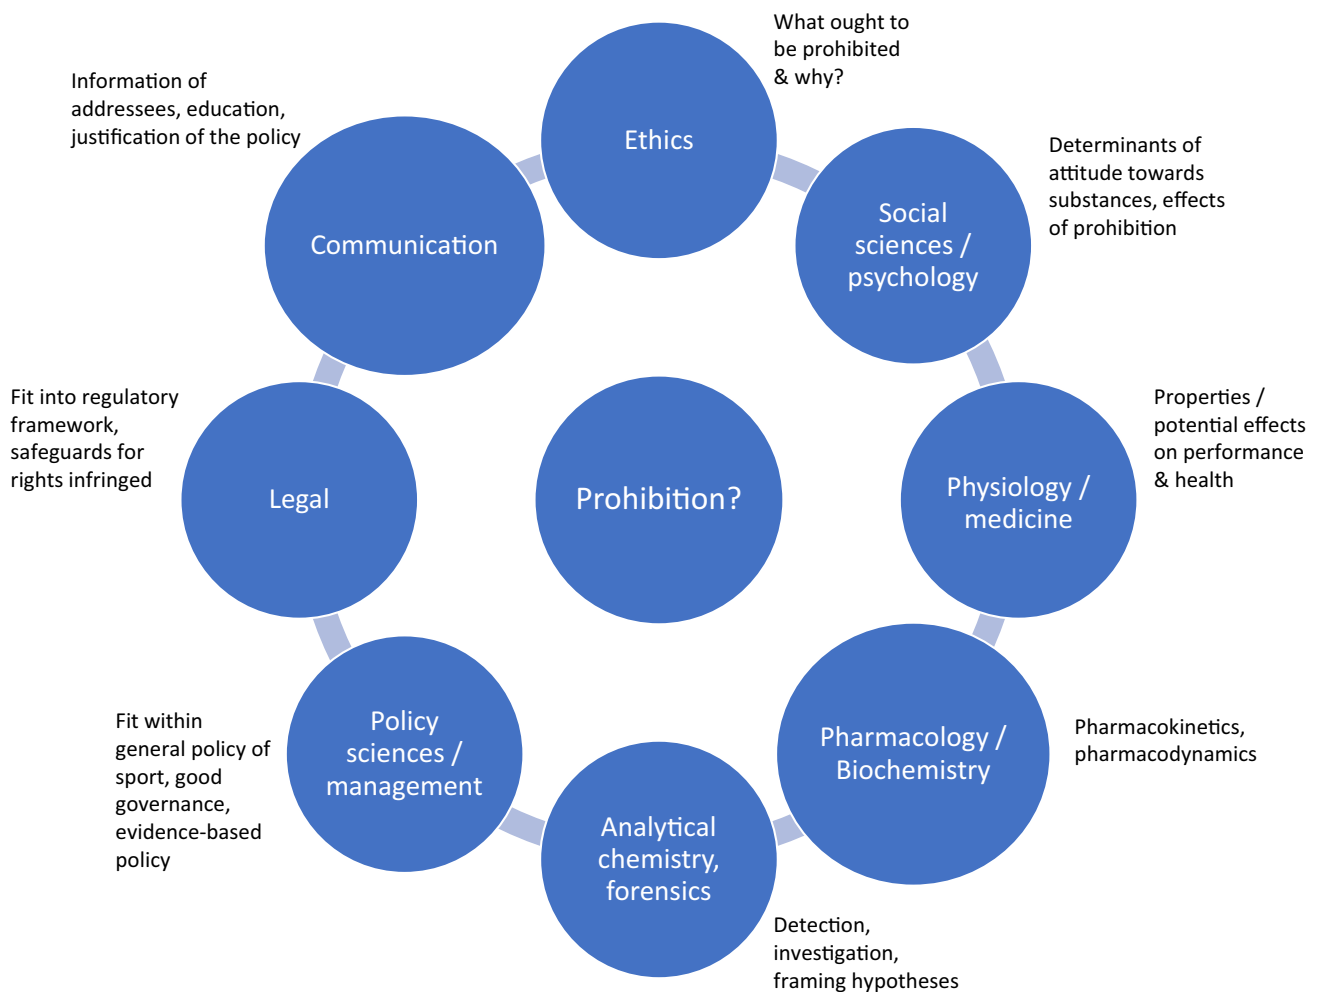 What ought to
be prohibited
& why?
Ethics
Information of
addressees, education,
justification of the policy
Communication
Social
sciences /
psychology
Determinants of
attitude towards
substances, effects
of prohibition
Fit into regulatory
framework,
safeguards for
rights infringed
Legal
Prohibition?
Physiology /
medicine
Properties /
potential effects
on performance
& health
Fit within
general policy of
sport, good
governance,
evidence-based
policy
Policy
sciences /
management
Analytical
chemistry,
forensics
Detection,
investigation,
framing hypotheses
Pharmacology /
Biochemistry
Pharmacokinetics,
pharmacodynamics